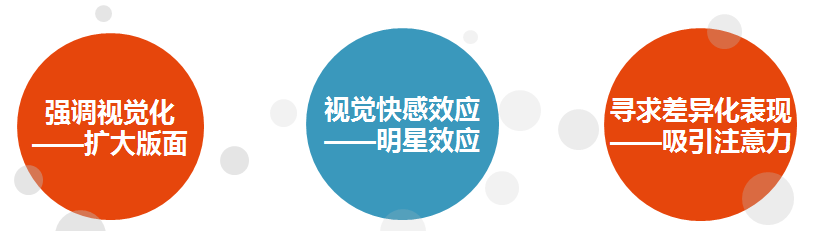 强调视觉化
——扩大版面
视觉快感效应
——明星效应
寻求差异化表现
——吸引注意力